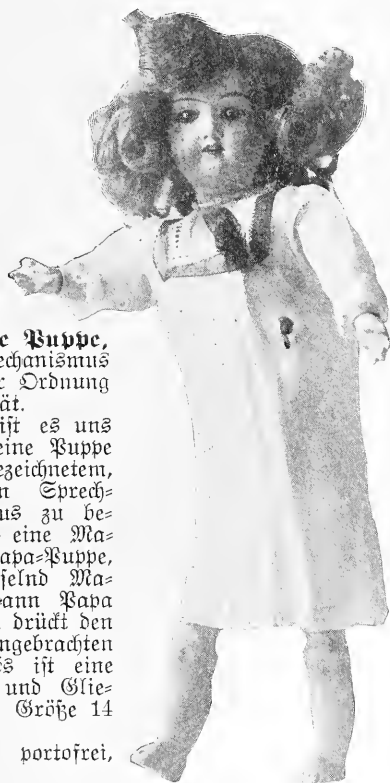 e Puppe,
echanismus
r Ordnung
ät.
ist es uns
eine Puppe
ezeichnetem,
n Sprech=
us zu be=
eine Ma=
apa=Puppe,
selnd Ma=
ann Papa
drückt den
ngebrachten
s ist eine
und Glie=
Größe 14
portofrei,